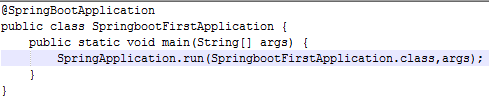 @SpringBootApplication
public class SpringbootFirstApplication {
    public static void main(String[] args) {
        SpringApplication.run(SpringbootFirstApplication.class,args);
    }
}